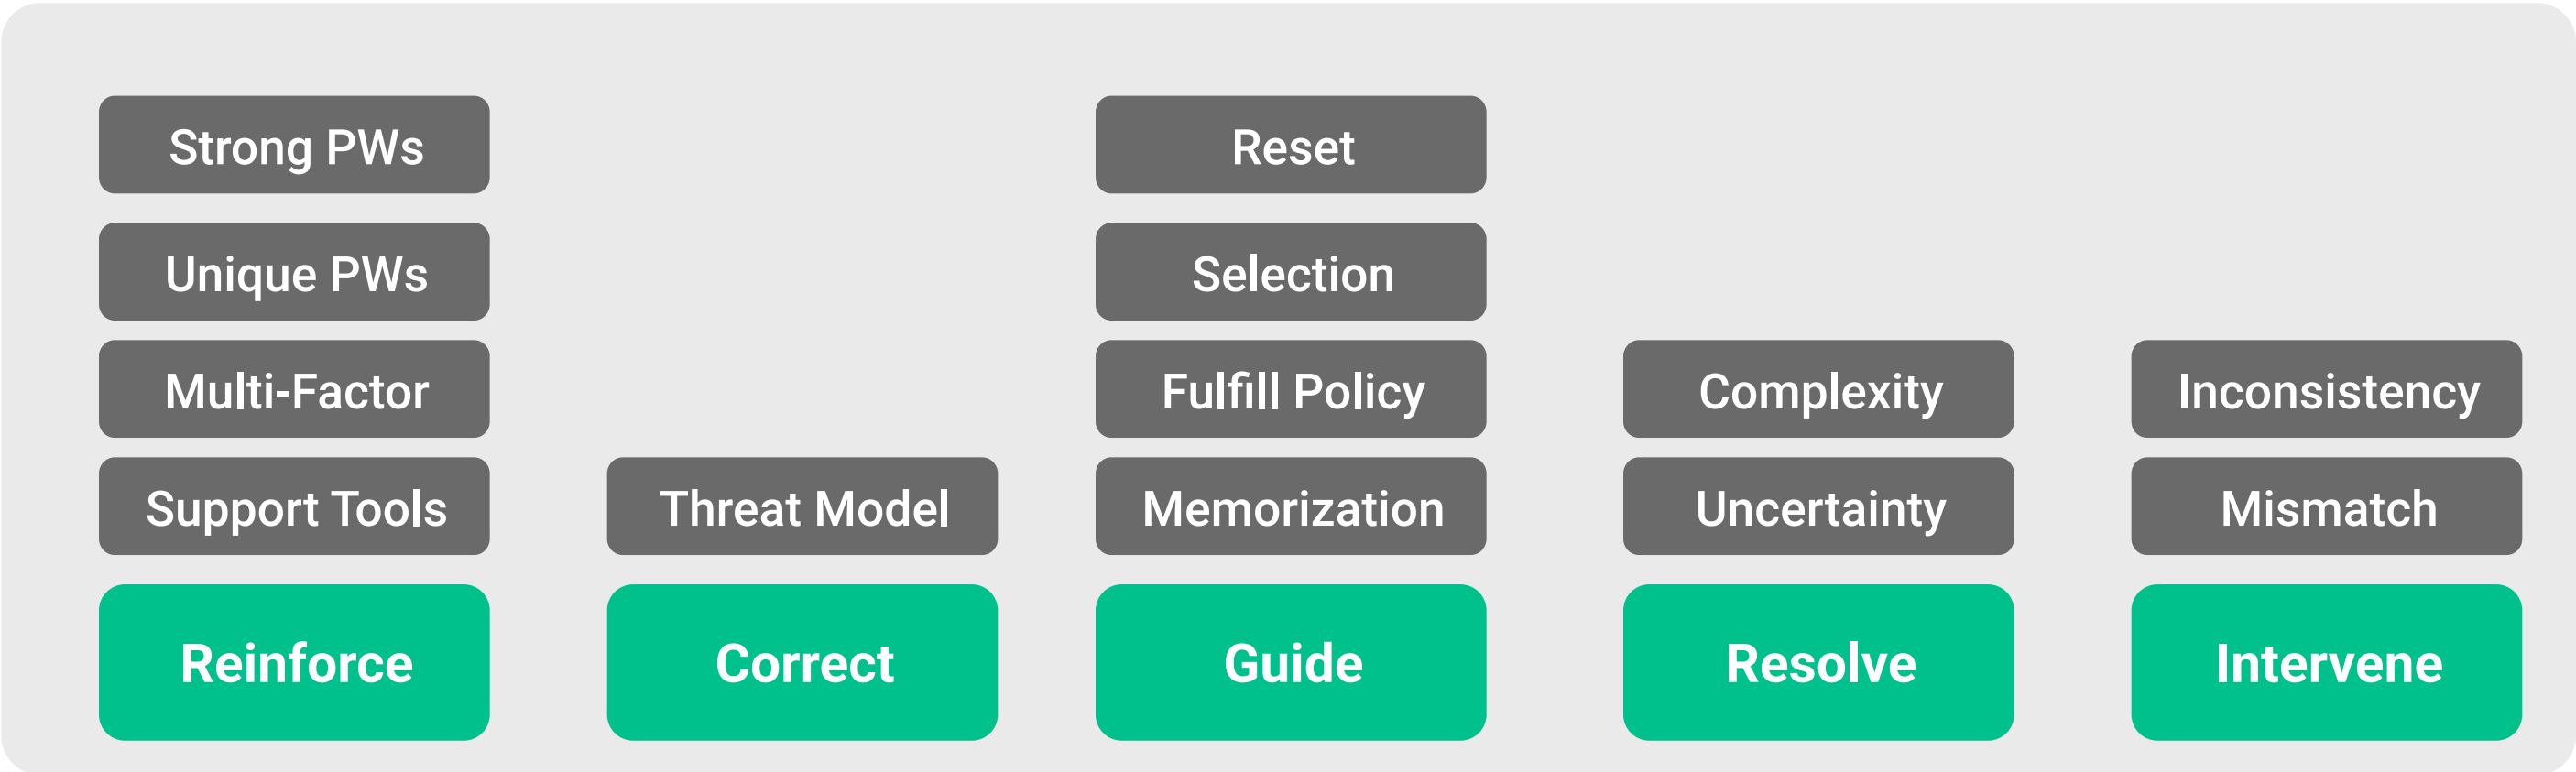 Strong PWs
Unique PWs
Multi-Factor
Support Tools
Reinforce
Threat Model
Correct
Reset
Selection
Fulfill Policy
Memorization
Guide
Complexity
Uncertainty
Resolve
Inconsistency
Mismatch
Intervene